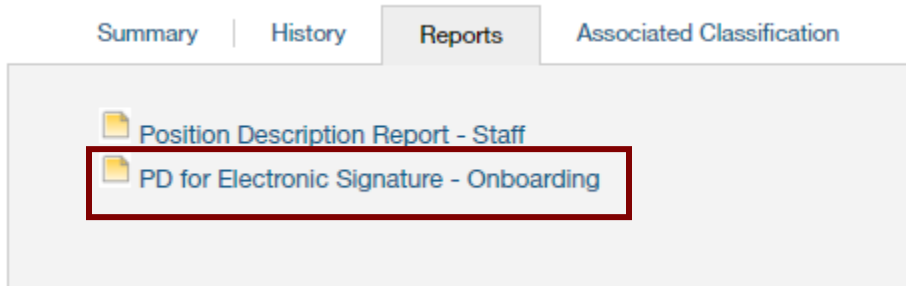 Summary History Reports Associated Classification
Position Description Report - Staff
PD for Electronic Signature - Onboarding